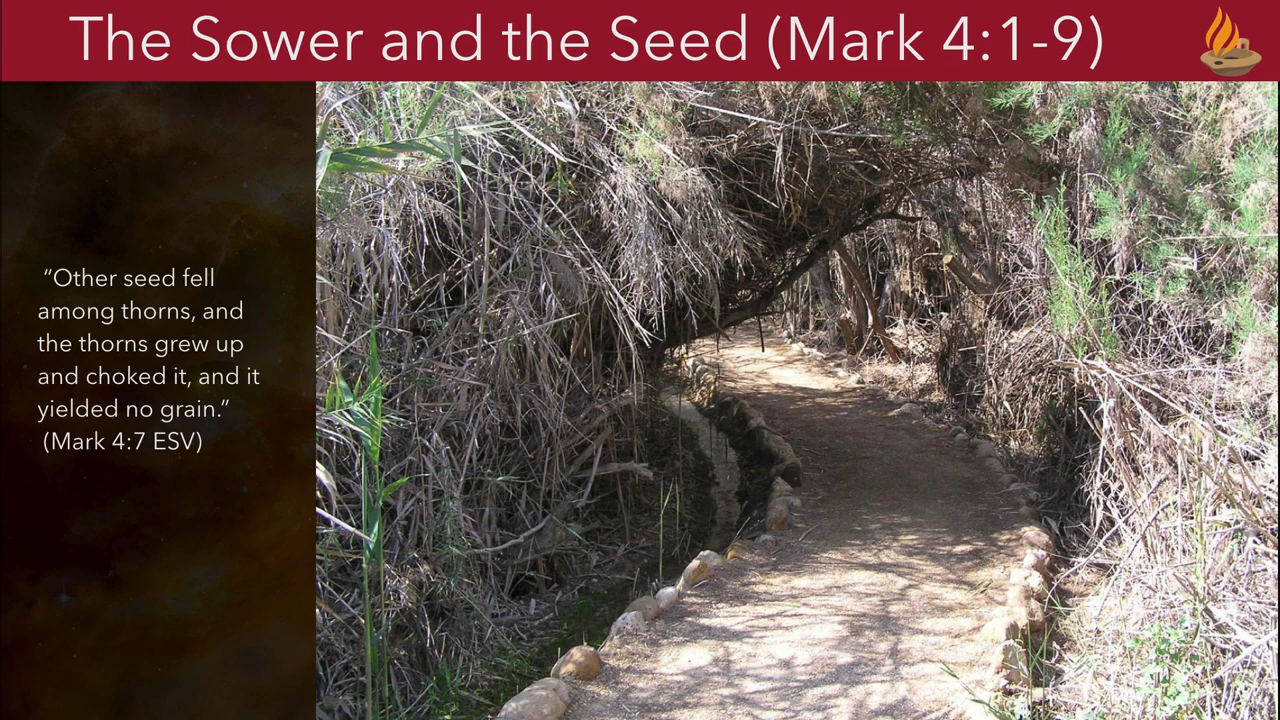 The Sower and the Seed (Mark 4:1-9)
“Other seed fell
among thorns, and
the thorns grew up
and choked it, and it
yielded no grain.”
(Mark 4:7 ESV)